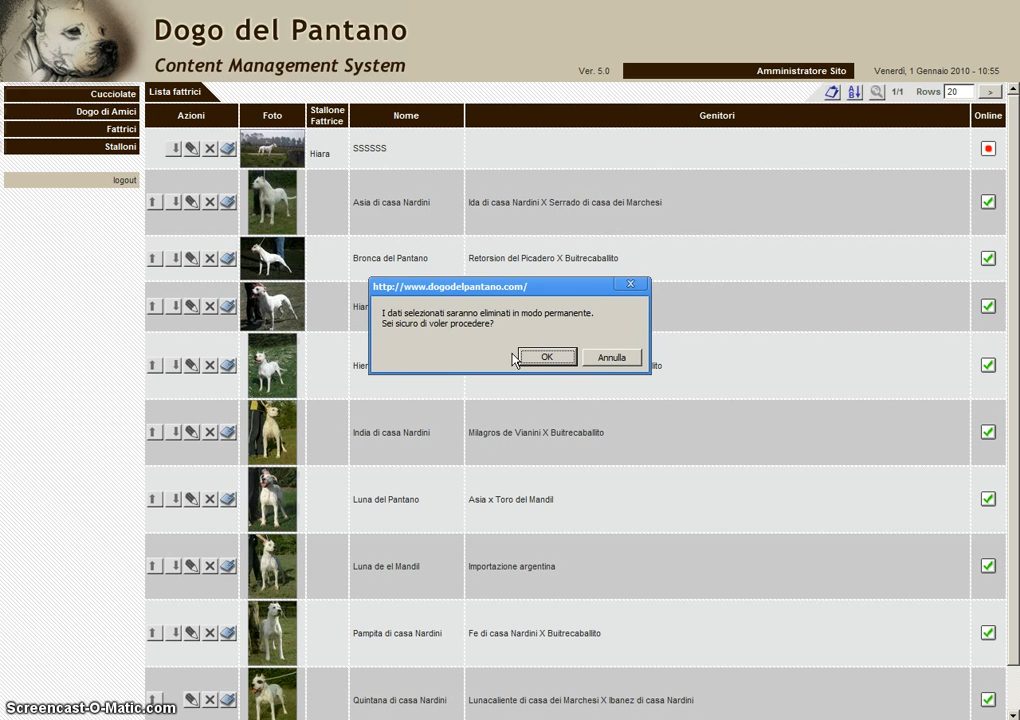 Dogo del Pantano
Content Management System
Ver. 5.0
Amministratore Sito
Venerdì, 1 Gennaio 2010 - 10:55
Cucciolate
Dogo di Amici
Fattrici
Stalloni
logout
Lista fattrici
1/1 Rows 20 >
Azioni Foto Stallone Fattrice Nome Genitori Online
Hiara SSSSSS
Asia di casa Nardini Ida di casa Nardini X Serrado di casa dei Marchesi
Bronca del Pantano Retorsion del Picadero X Buitrecaballito
http://www.dogodelpantano.com/
I dati selezionati saranno eliminati in modo permanente.
Sei sicuro di voler procedere?
OK Annulla
India di casa Nardini Milagros de Vianini X Buitrecaballito
Luna del Pantano Asia x Toro del Mandil
Luna de el Mandil Importazione argentina
Pampita di casa Nardini Fe di casa Nardini X Buitrecaballito
Quintana di casa Nardini Lunacaliente di casa dei Marchesi X Ibanez di casa Nardini
Screencast-O-Matic.com